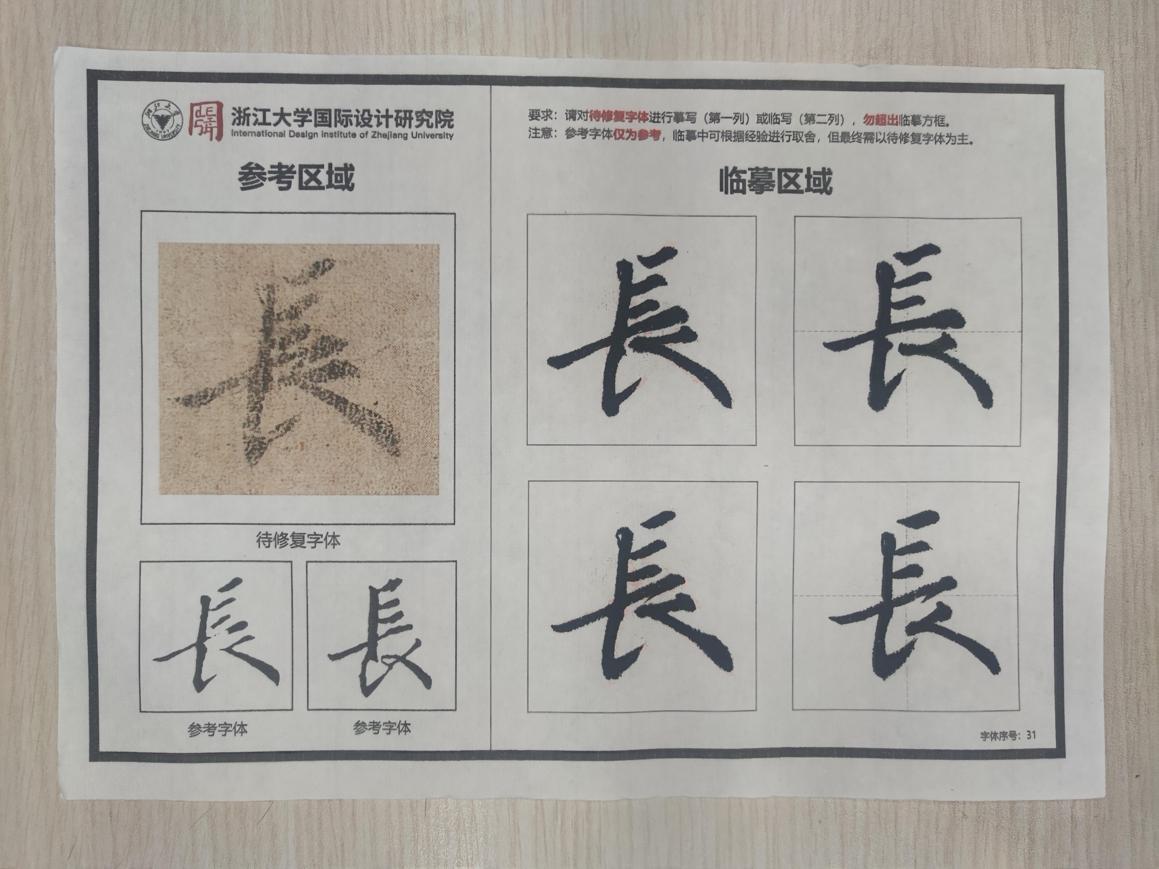 浙江大学国际设计研究院
International Design Institute of Zhejiang University
参考区域
長
待修复字体
長 長
参考字体 参考字体
要求：请对待修复字体进行摹写（第一列）或临写（第二列），勿超出临摹方框。
注意：参考字体仅为参考，临摹中可根据经验进行取舍，但最终需以待修复字体为主。
临摹区域
長 長
長 長
字体序号：31